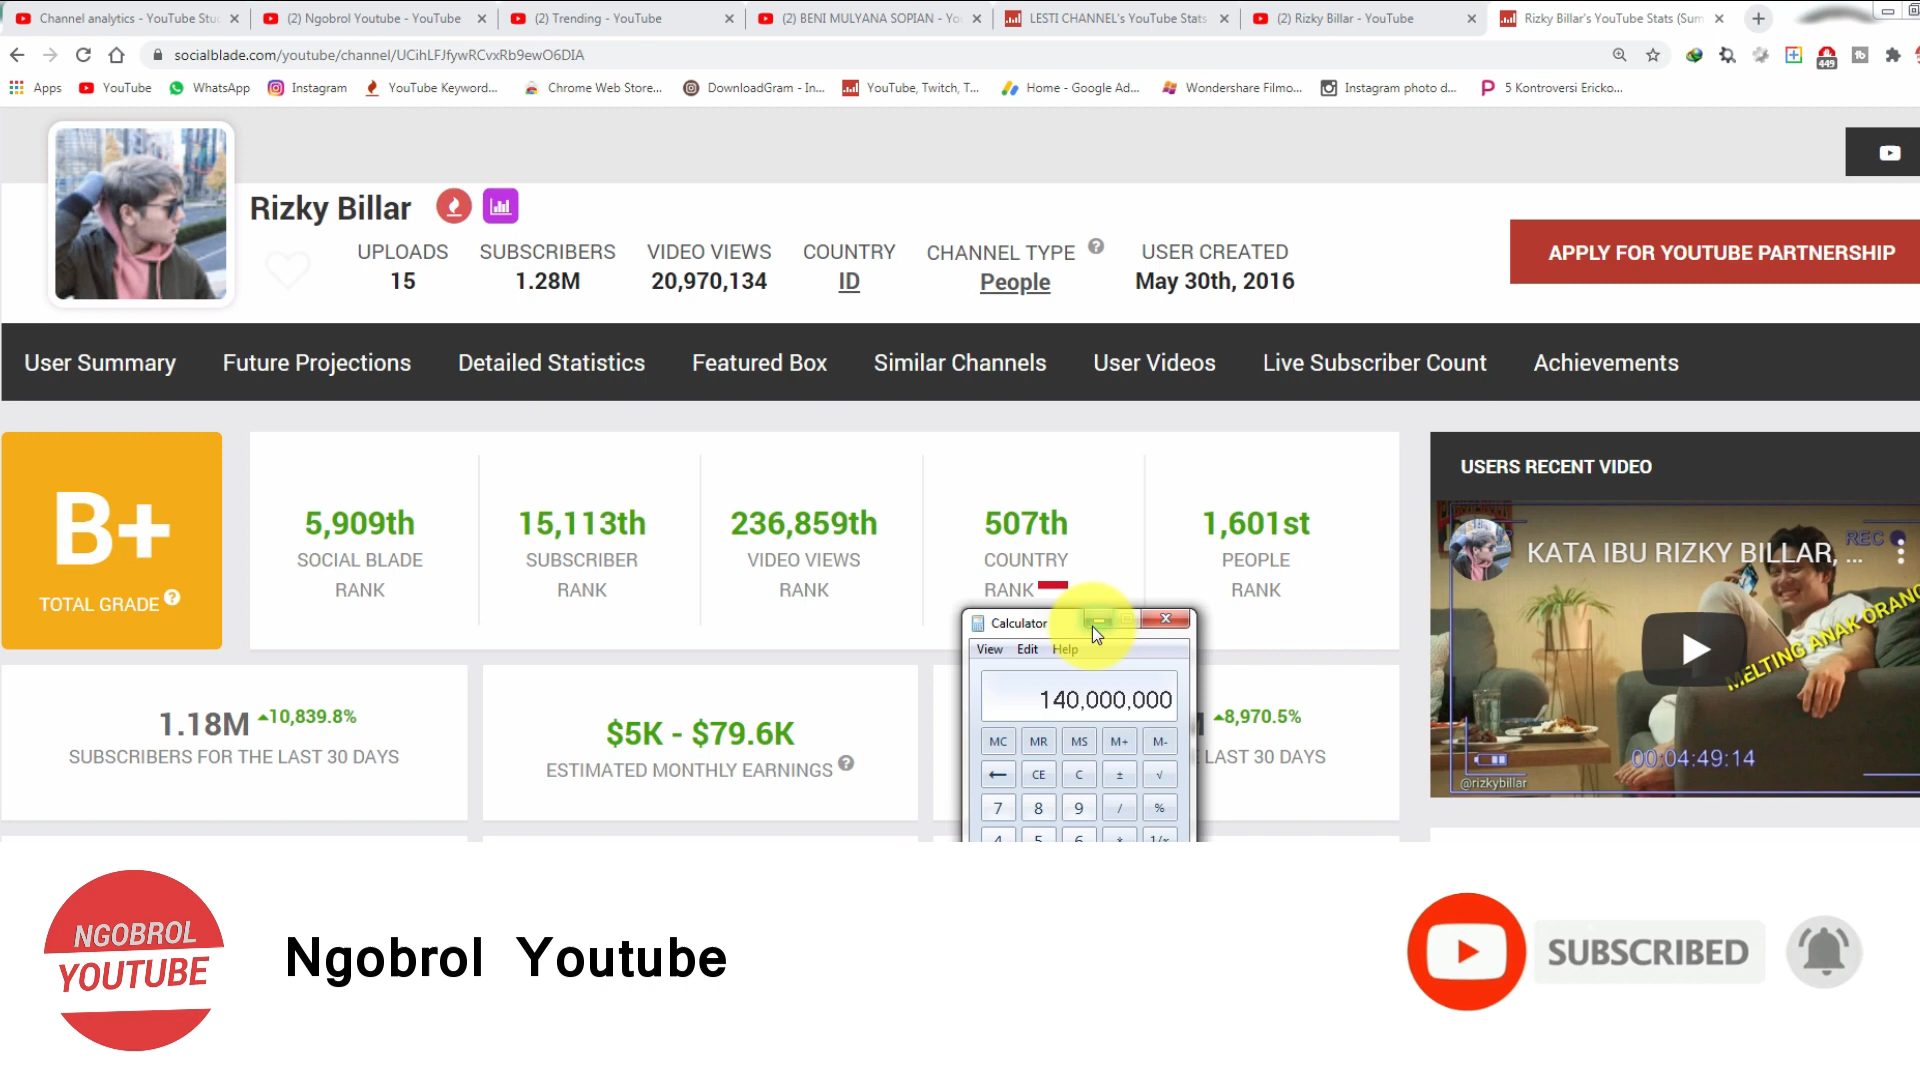 Channel analytics - YouTube Stu
(2) Ngobrol Youtube - YouTube
(2) Trending - YouTube
(2) BENI MULYANA SOPIAN - Yo
LESTI CHANNEL's YouTube Stats
(2) Rizky Billar - YouTube
Rizky Billar's YouTube Stats (Sum
socialblade.com/youtube/channel/UCihLFJfywRCvxRb9ewO6DIA
449
Apps
YouTube
WhatsApp
Instagram
YouTube Keyword...
Chrome Web Store...
DownloadGram - In...
YouTube, Twitch, T...
Home - Google Ad...
Wondershare Filmo...
Instagram photo d...
5 Kontroversi Ericko...
Rizky Billar
UPLOADS
15
SUBSCRIBERS
1.28M
VIDEO VIEWS
20,970,134
COUNTRY
ID
CHANNEL TYPE ?
People
USER CREATED
May 30th, 2016
APPLY FOR YOUTUBE PARTNERSHIP
User Summary
Future Projections
Detailed Statistics
Featured Box
Similar Channels
User Videos
Live Subscriber Count
Achievements
B+
TOTAL GRADE ?
5,909th
SOCIAL BLADE
RANK
15,113th
SUBSCRIBER
RANK
236,859th
VIDEO VIEWS
RANK
507th
COUNTRY
RANK
1,601st
PEOPLE
RANK
USERS RECENT VIDEO
KATA IBU RIZKY BILLAR, ...
REC
MELTING ANAK ORANG
00:04:49:14
@rizkybillar
1.18M 10,839.8%
SUBSCRIBERS FOR THE LAST 30 DAYS
$5K - $79.6K
ESTIMATED MONTHLY EARNINGS ?
8,970.5%
LAST 30 DAYS
Calculator
View Edit Help
140,000,000
MC MR MS M+ M-
← CE C ± √
7 8 9 / %
4 5 6 * 1/x
NGOBROL
YOUTUBE
Ngobrol Youtube
SUBSCRIBED